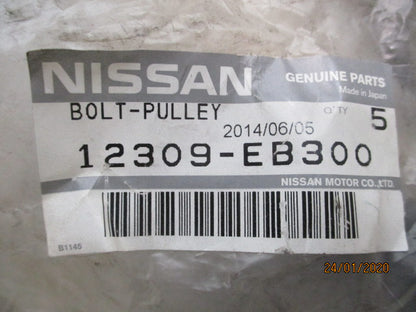 NISSAN GENUINE PARTS
Made in Japan
BOLT-PULLEY Q'TY 5
2014/06/05
12309-EB300
NISSAN MOTOR CO.,LTD.
B1145
24/01/2020